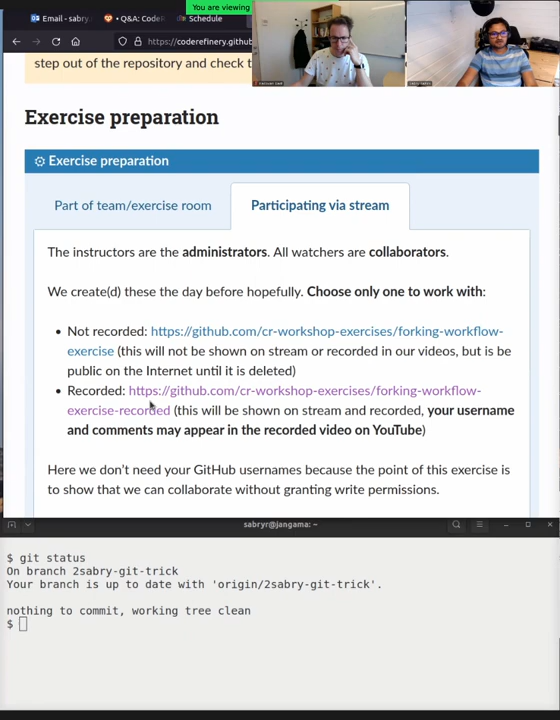 You are viewing
Email - sabry.
• Q&A: CodeR
Schedule
https://coderefinery.github
step out of the repository and check t
Exercise preparation
Exercise preparation
Part of team/exercise room
Participating via stream
The instructors are the administrators. All watchers are collaborators.
We create(d) these the day before hopefully. Choose only one to work with:
• Not recorded: https://github.com/cr-workshop-exercises/forking-workflow-
exercise (this will not be shown on stream or recorded in our videos, but is be
public on the Internet until it is deleted)
• Recorded: https://github.com/cr-workshop-exercises/forking-workflow-
exercise-recorded (this will be shown on stream and recorded, your username
and comments may appear in the recorded video on YouTube)
Here we don't need your GitHub usernames because the point of this exercise is
to show that we can collaborate without granting write permissions.
sabryr@jangama: ~
$ git status
On branch 2sabry-git-trick
Your branch is up to date with 'origin/2sabry-git-trick'.
nothing to commit, working tree clean
$